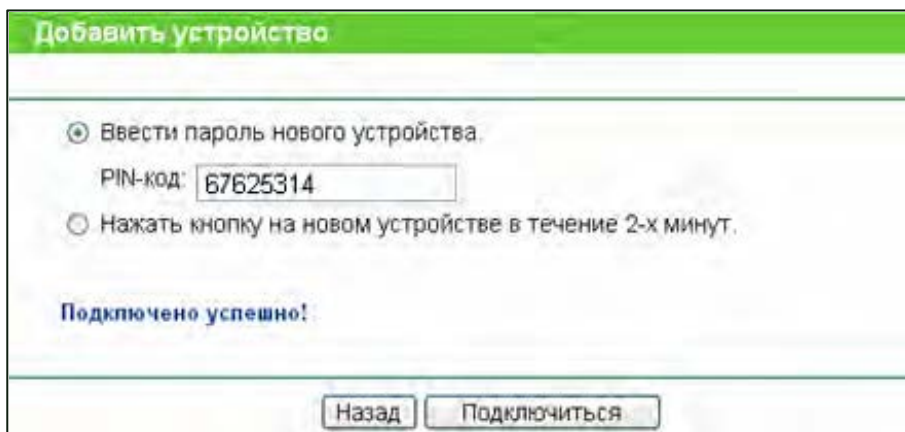 Добавить устройство
Ввести пароль нового устройства.
PIN-код: 67625314
Нажать кнопку на новом устройстве в течение 2-х минут.
Подключено успешно!
Назад Подключиться